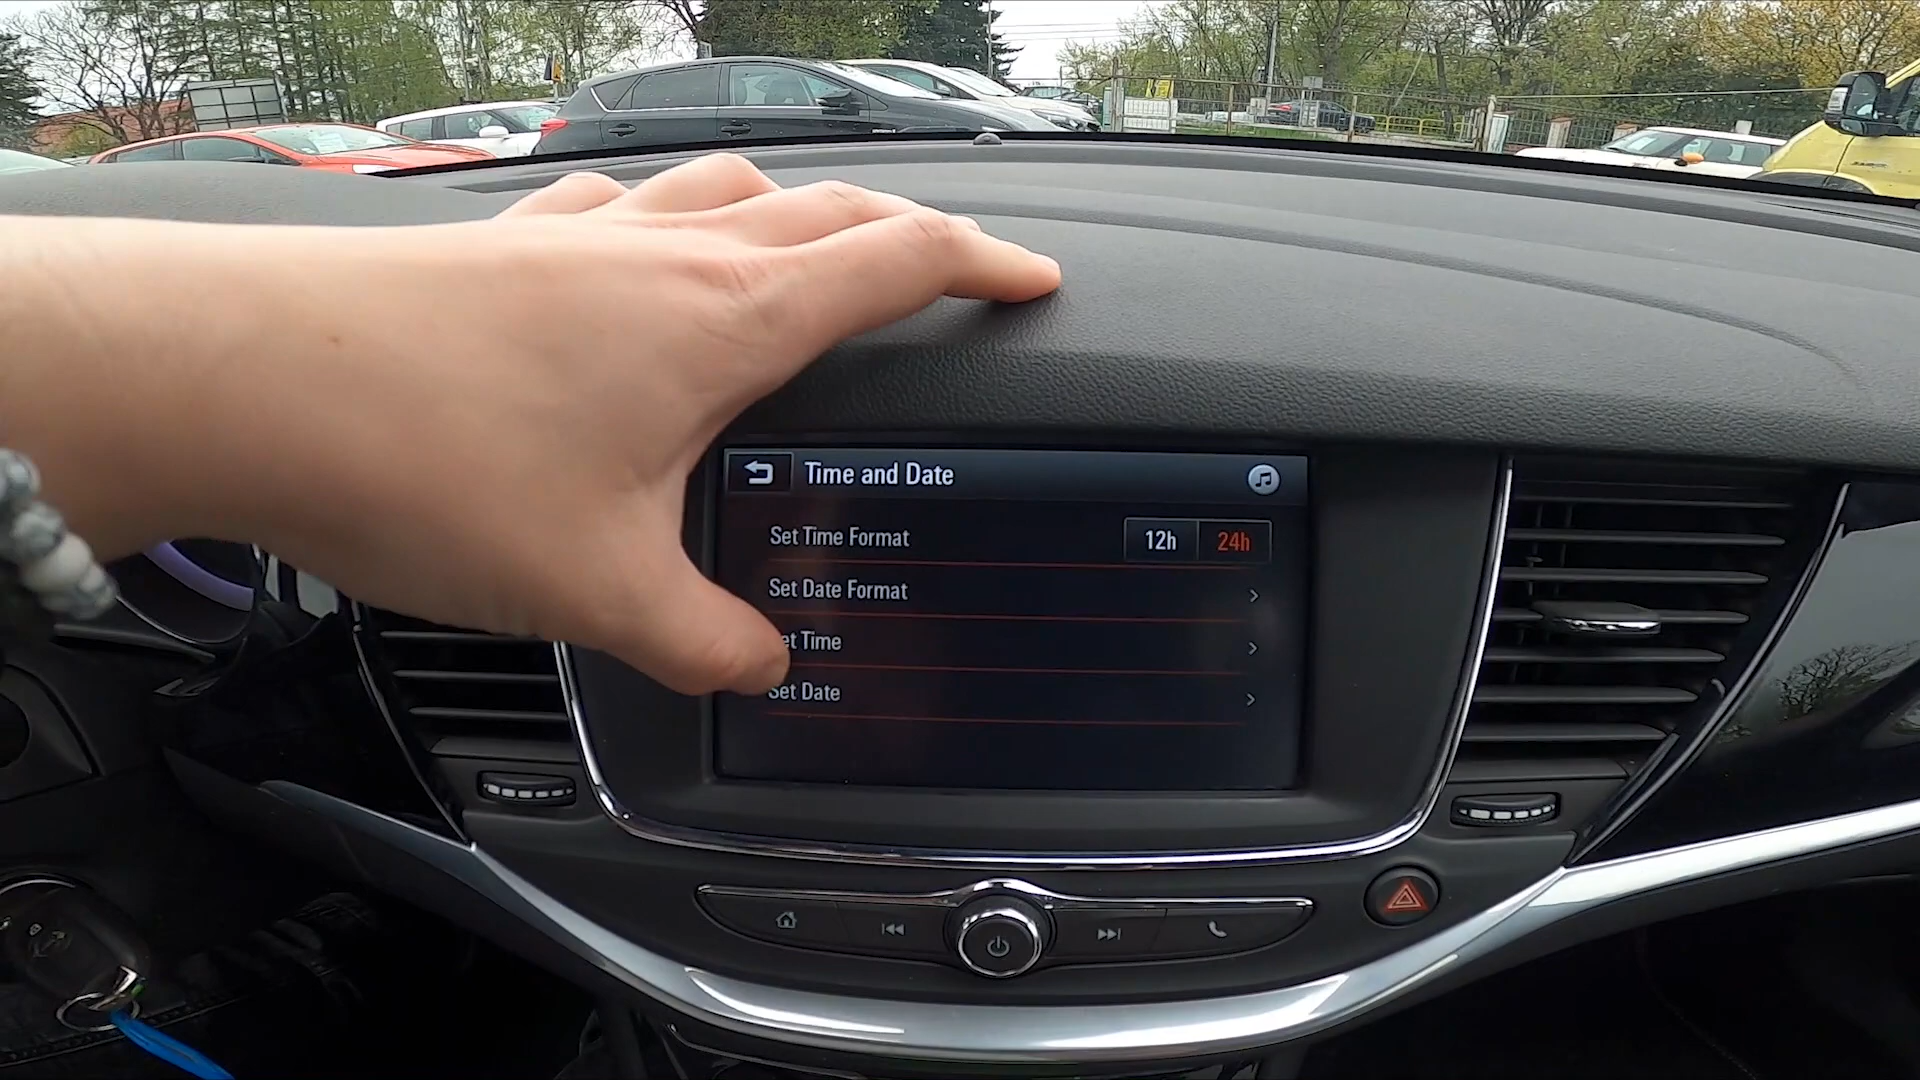 Time and Date
Set Time Format 12h 24h
Set Date Format
et Time
Set Date